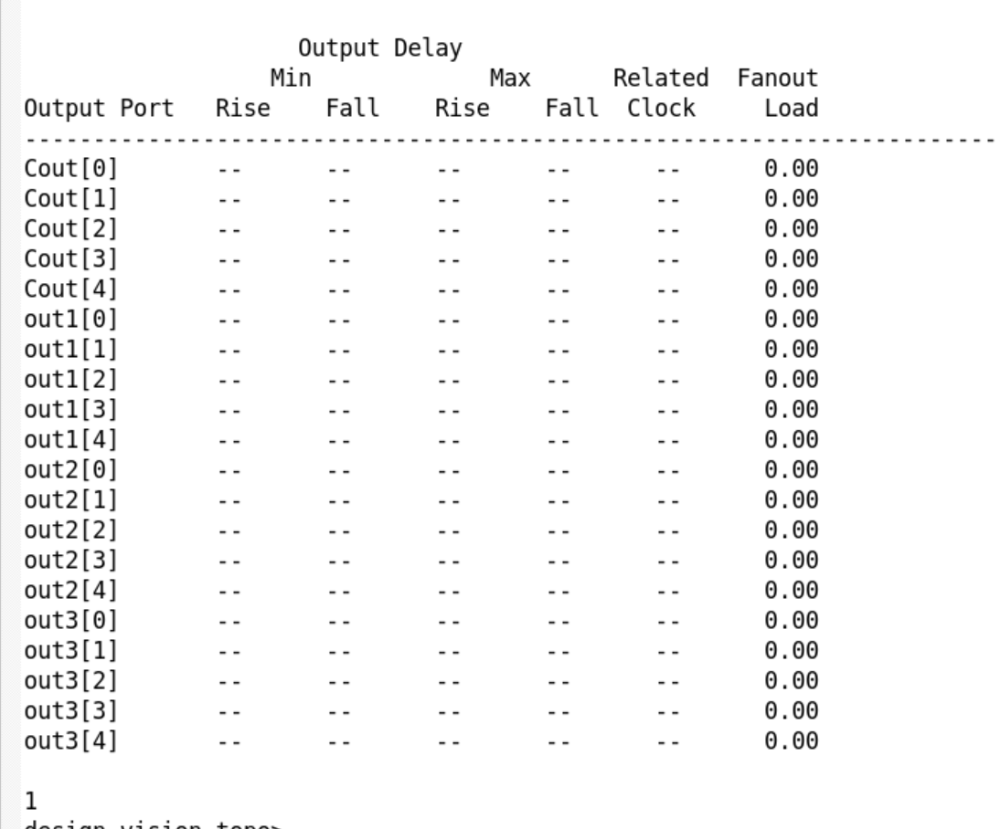 Output Delay
Min Max Related Fanout
Output Port Rise Fall Rise Fall Clock Load
-----------------------------------------------------------------------
Cout[0] -- -- -- -- -- 0.00
Cout[1] -- -- -- -- -- 0.00
Cout[2] -- -- -- -- -- 0.00
Cout[3] -- -- -- -- -- 0.00
Cout[4] -- -- -- -- -- 0.00
out1[0] -- -- -- -- -- 0.00
out1[1] -- -- -- -- -- 0.00
out1[2] -- -- -- -- -- 0.00
out1[3] -- -- -- -- -- 0.00
out1[4] -- -- -- -- -- 0.00
out2[0] -- -- -- -- -- 0.00
out2[1] -- -- -- -- -- 0.00
out2[2] -- -- -- -- -- 0.00
out2[3] -- -- -- -- -- 0.00
out2[4] -- -- -- -- -- 0.00
out3[0] -- -- -- -- -- 0.00
out3[1] -- -- -- -- -- 0.00
out3[2] -- -- -- -- -- 0.00
out3[3] -- -- -- -- -- 0.00
out3[4] -- -- -- -- -- 0.00
1